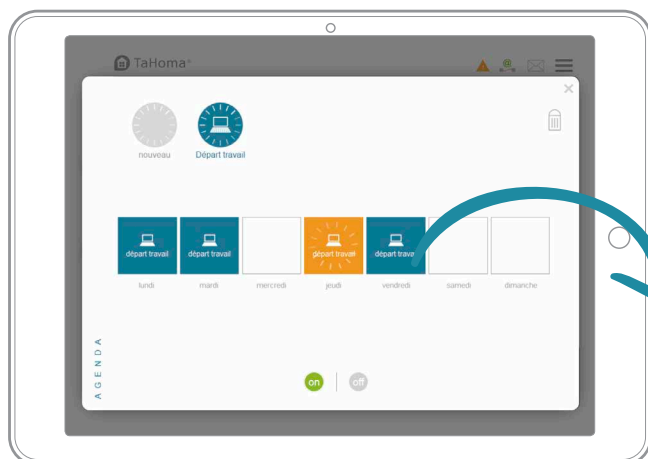 TaHoma
nouveau
Départ travail
départ travail
départ travail
départ travail
départ travail
lundi
mardi
mercredi
jeudi
vendredi
samedi
dimanche
AGENDA
on
off